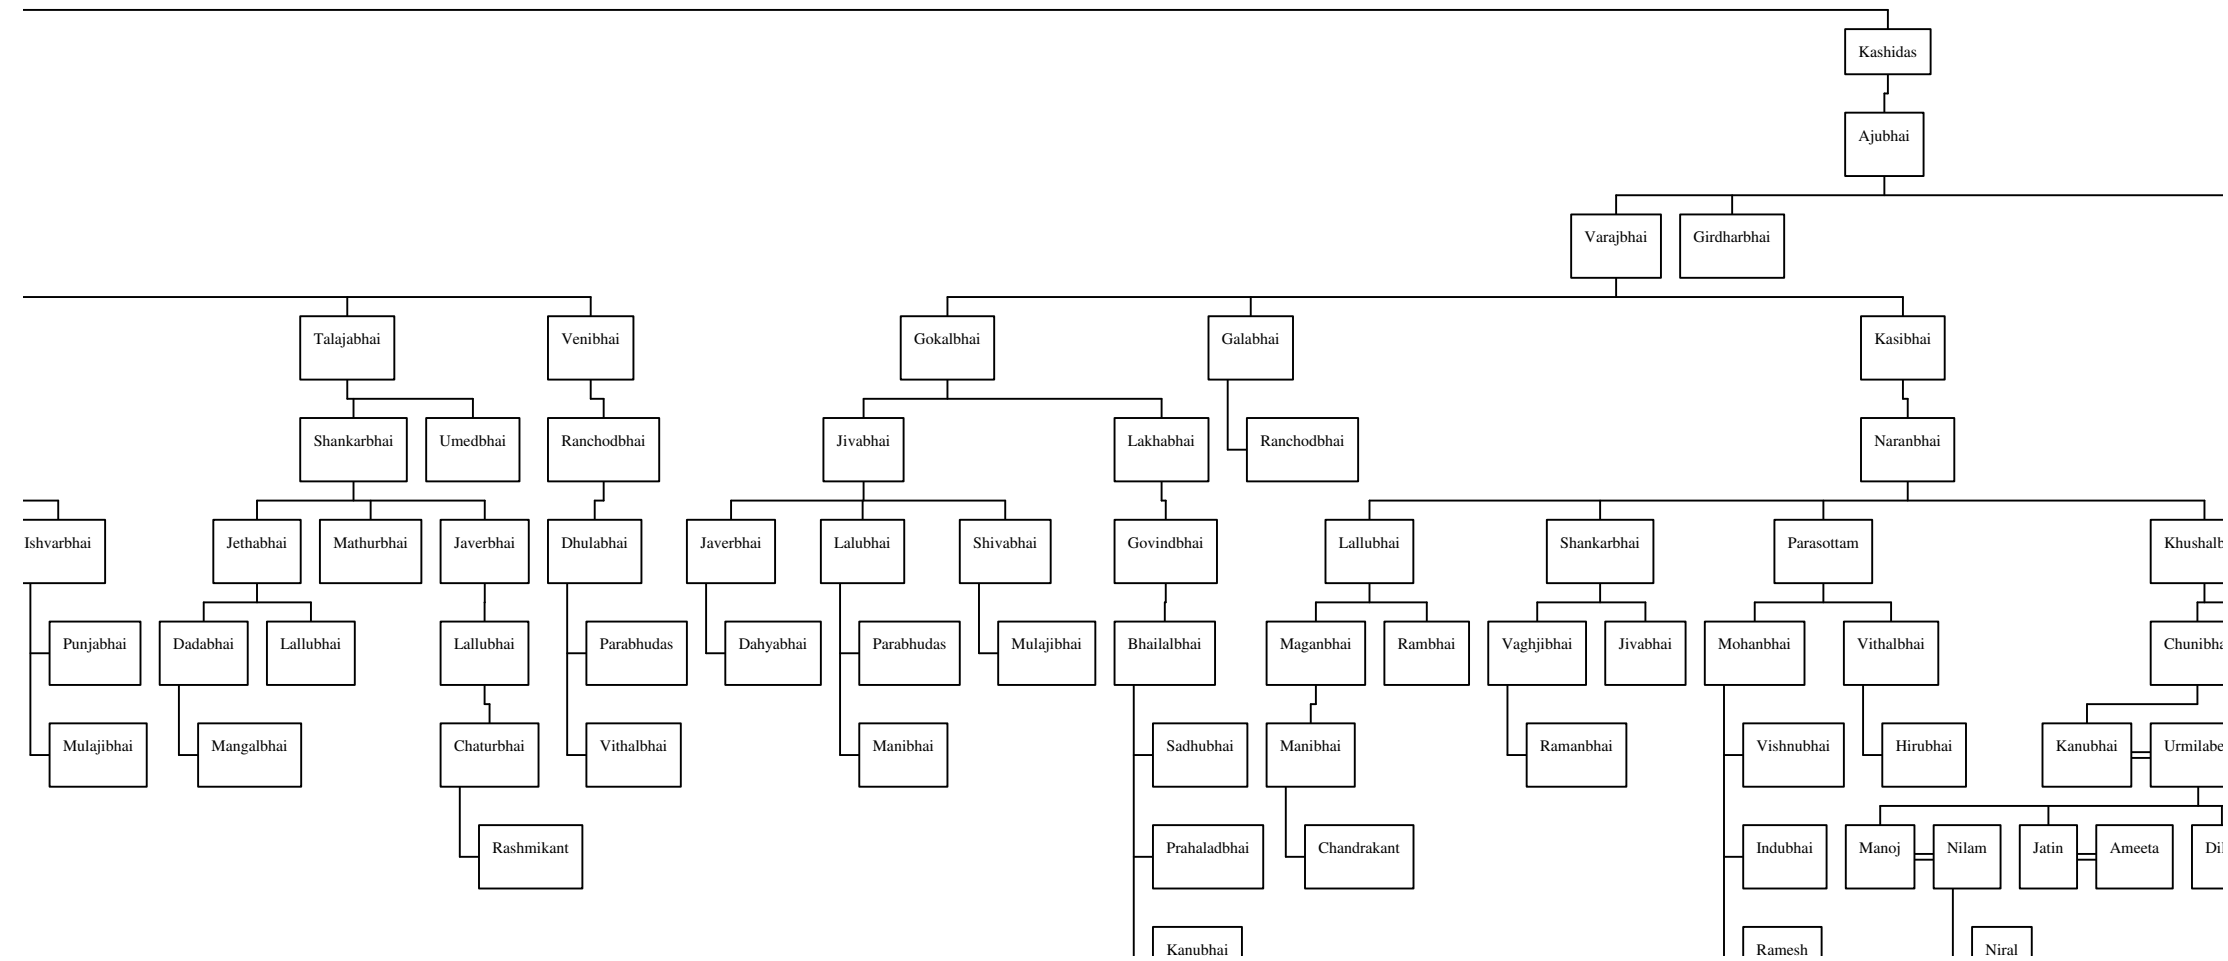 Kashidas
Ajubhai
Varajbhai
Girdharbhai
Talajabhai
Venibhai
Gokalbhai
Galabhai
Kasibhai
Shankarbhai
Umedbhai
Ranchodbhai
Jivabhai
Lakhabhai
Ranchodbhai
Naranbhai
Ishvarbhai
Jethabhai
Mathurbhai
Javerbhai
Dhulabhai
Javerbhai
Lalubhai
Shivabhai
Govindbhai
Lallubhai
Shankarbhai
Parasottam
Khushalb
Punjabhai
Dadabhai
Lallubhai
Lallubhai
Parabhudas
Dahyabhai
Parabhudas
Mulajibhai
Bhailalbhai
Maganbhai
Rambhai
Vaghjibhai
Jivabhai
Mohanbhai
Vithalbhai
Chunibha
Mulajibhai
Mangalbhai
Chaturbhai
Vithalbhai
Manibhai
Sadhubhai
Manibhai
Ramanbhai
Vishnubhai
Hirubhai
Kanubhai
Urmilabe
Rashmikant
Prahaladbhai
Chandrakant
Indubhai
Manoj
Nilam
Jatin
Ameeta
Kanubhai
Ramesh
Niral